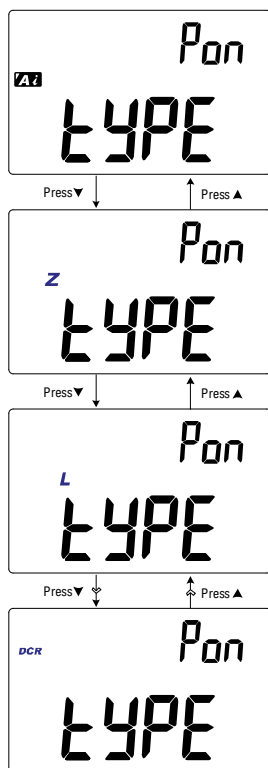 Pon
Ai
tYPE
Press▼ Press▲
Pon
Z
tYPE
Press▼ Press▲
Pon
L
tYPE
Press▼ Press▲
Pon
DCR
tYPE